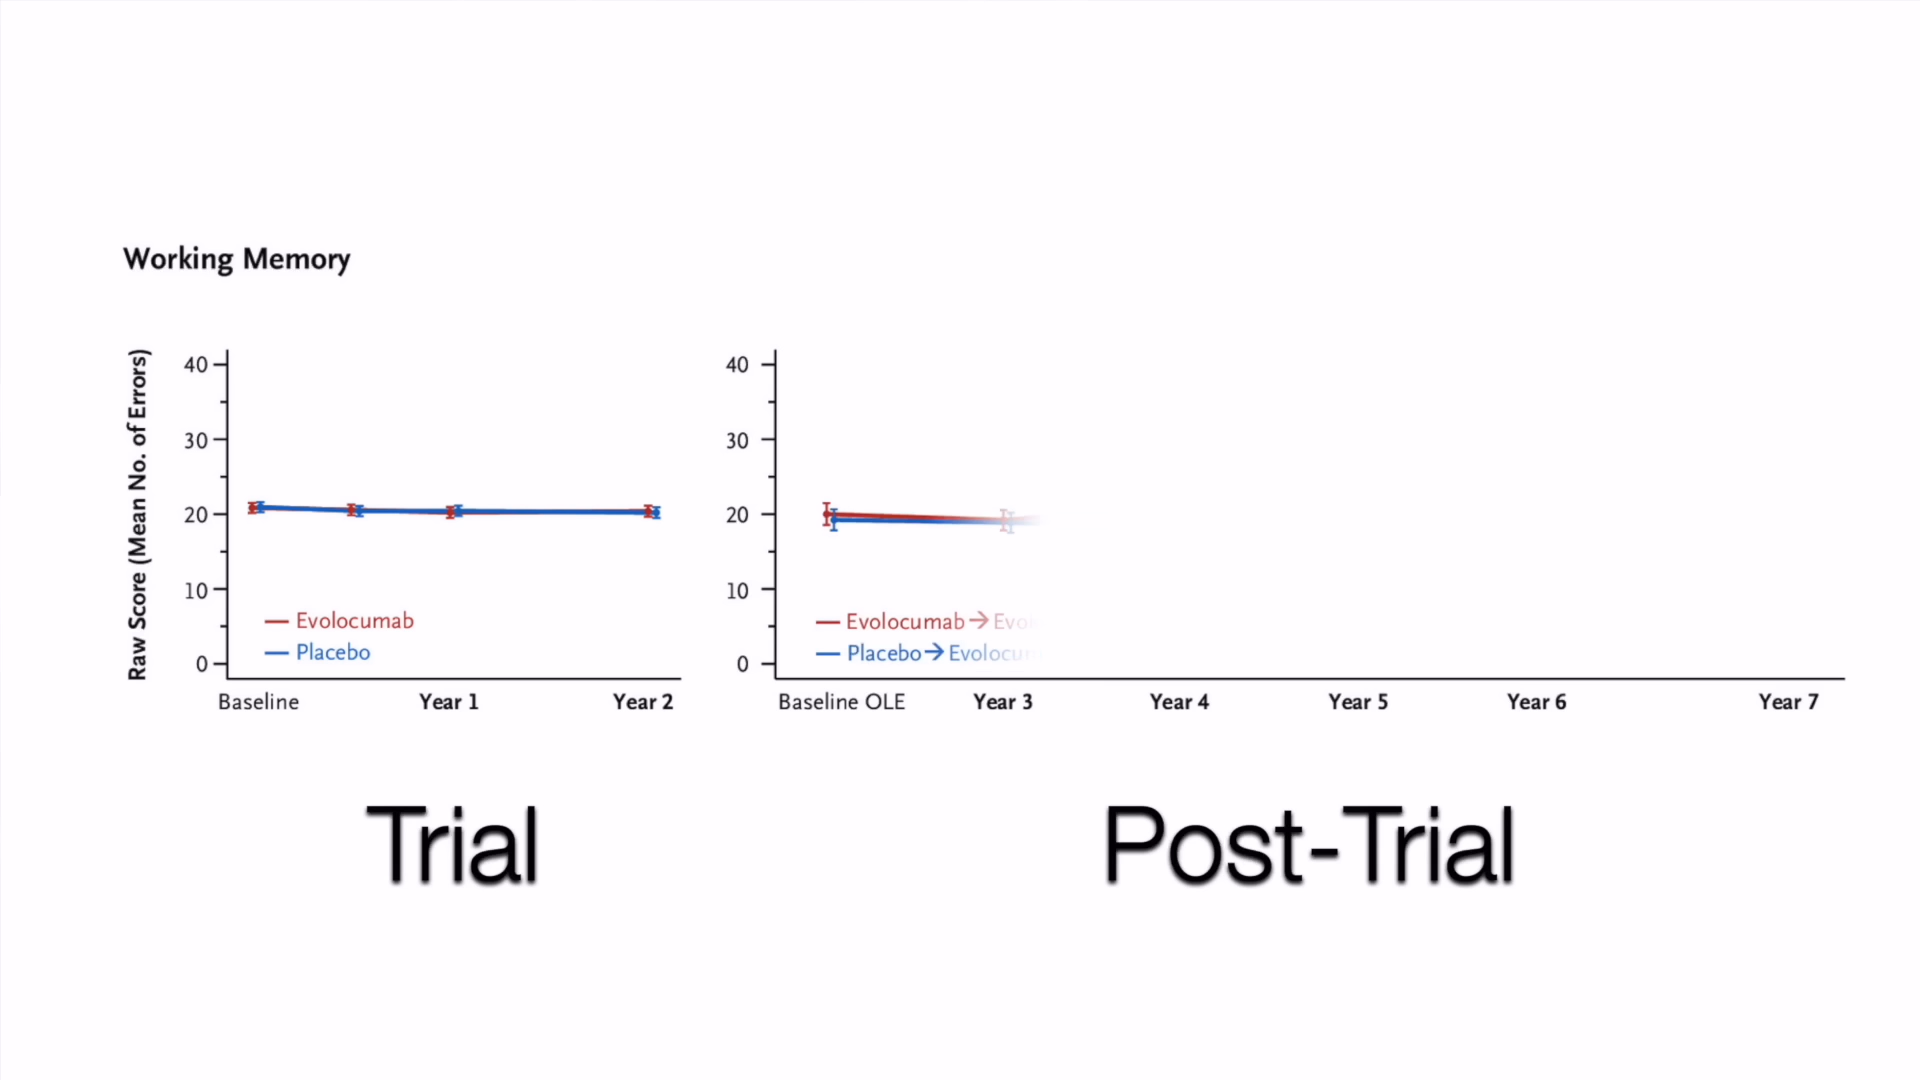 Working Memory
Raw Score (Mean No. of Errors)
40
30
20
10
0
Evolocumab
Placebo
Baseline Year 1 Year 2
40
30
20
10
0
Evolocumab→
Placebo→
Baseline OLE Year 3 Year 4 Year 5 Year 6 Year 7
Trial
Post-Trial